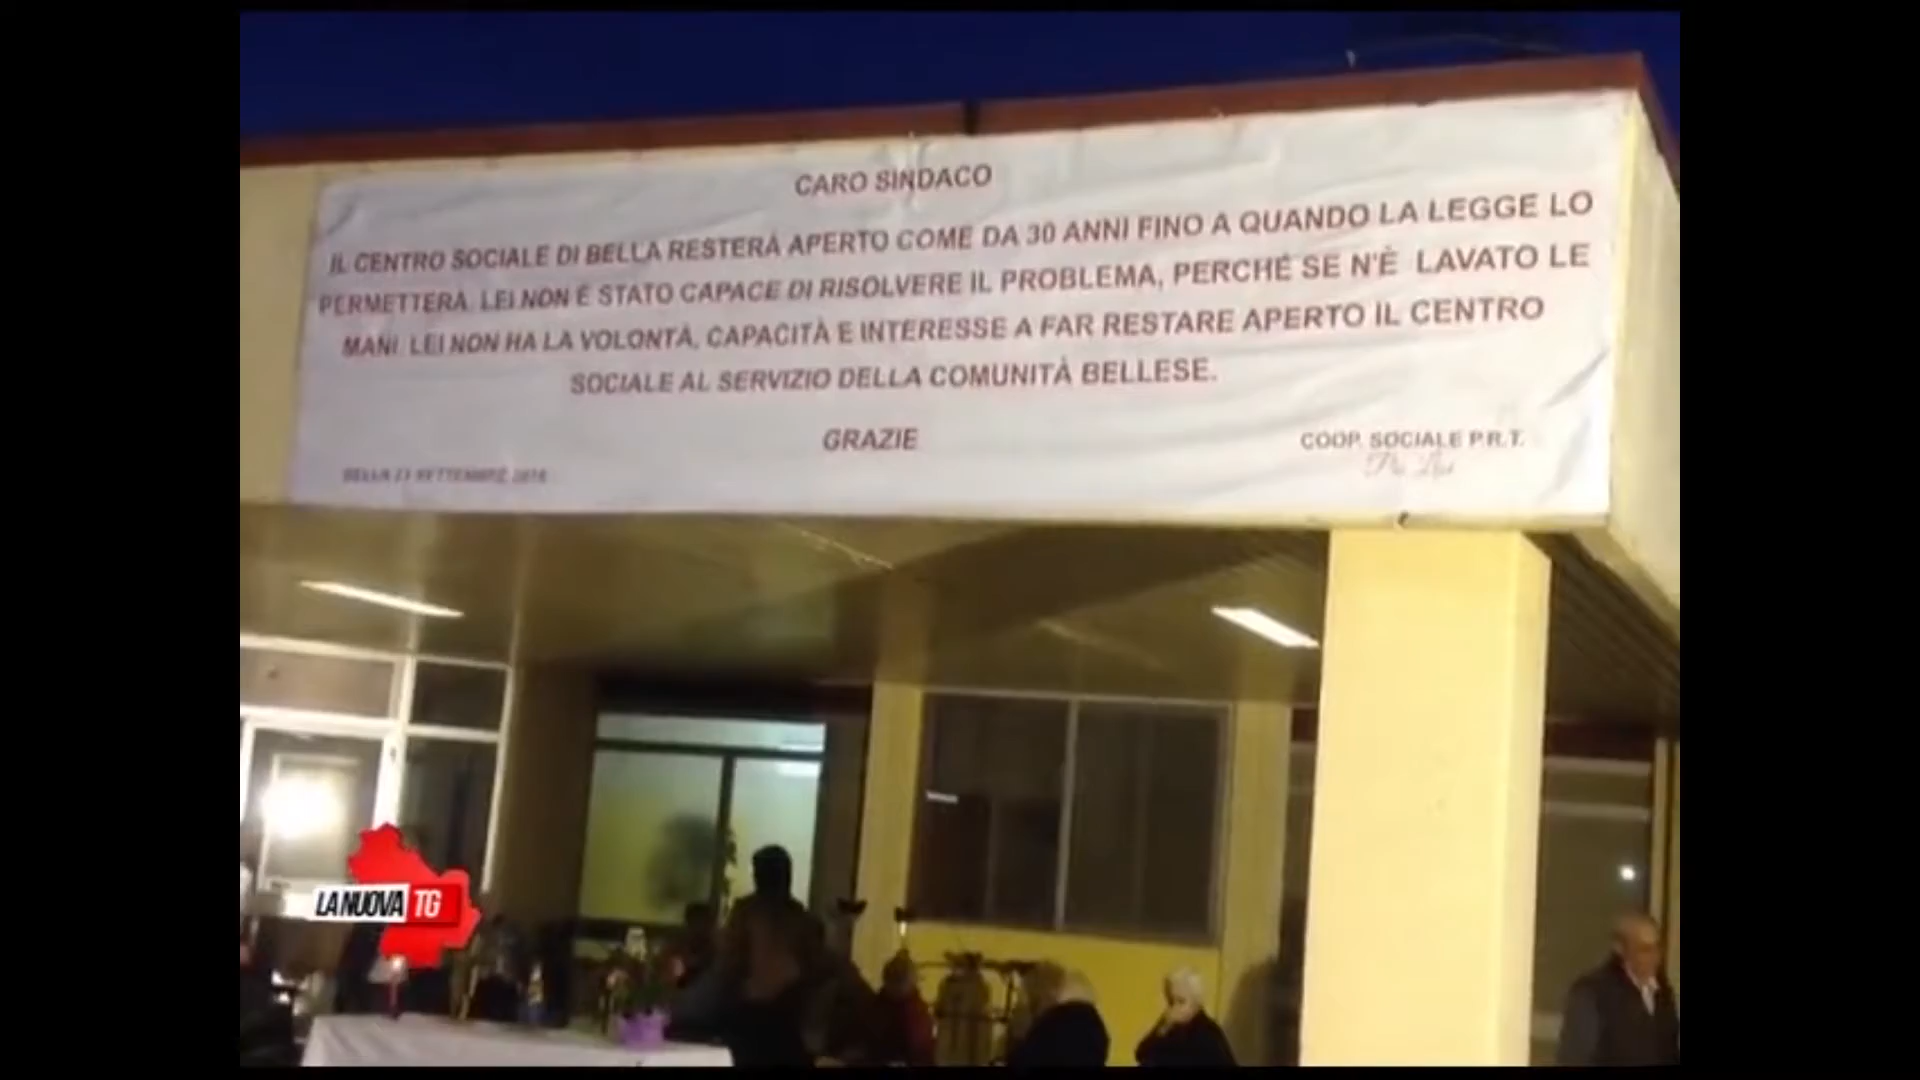 CARO SINDACO
IL CENTRO SOCIALE DI BELLA RESTERÀ APERTO COME DA 30 ANNI FINO A QUANDO LA LEGGE LO
PERMETTERÀ. LEI NON È STATO CAPACE DI RISOLVERE IL PROBLEMA, PERCHÉ SE N'È LAVATO LE
MANI. LEI NON HA LA VOLONTÀ, CAPACITÀ E INTERESSE A FAR RESTARE APERTO IL CENTRO
SOCIALE AL SERVIZIO DELLA COMUNITÀ BELLESE.
GRAZIE
COOP. SOCIALE P.R.T.
BELLA SETTEMBRE
LA NUOVA TG